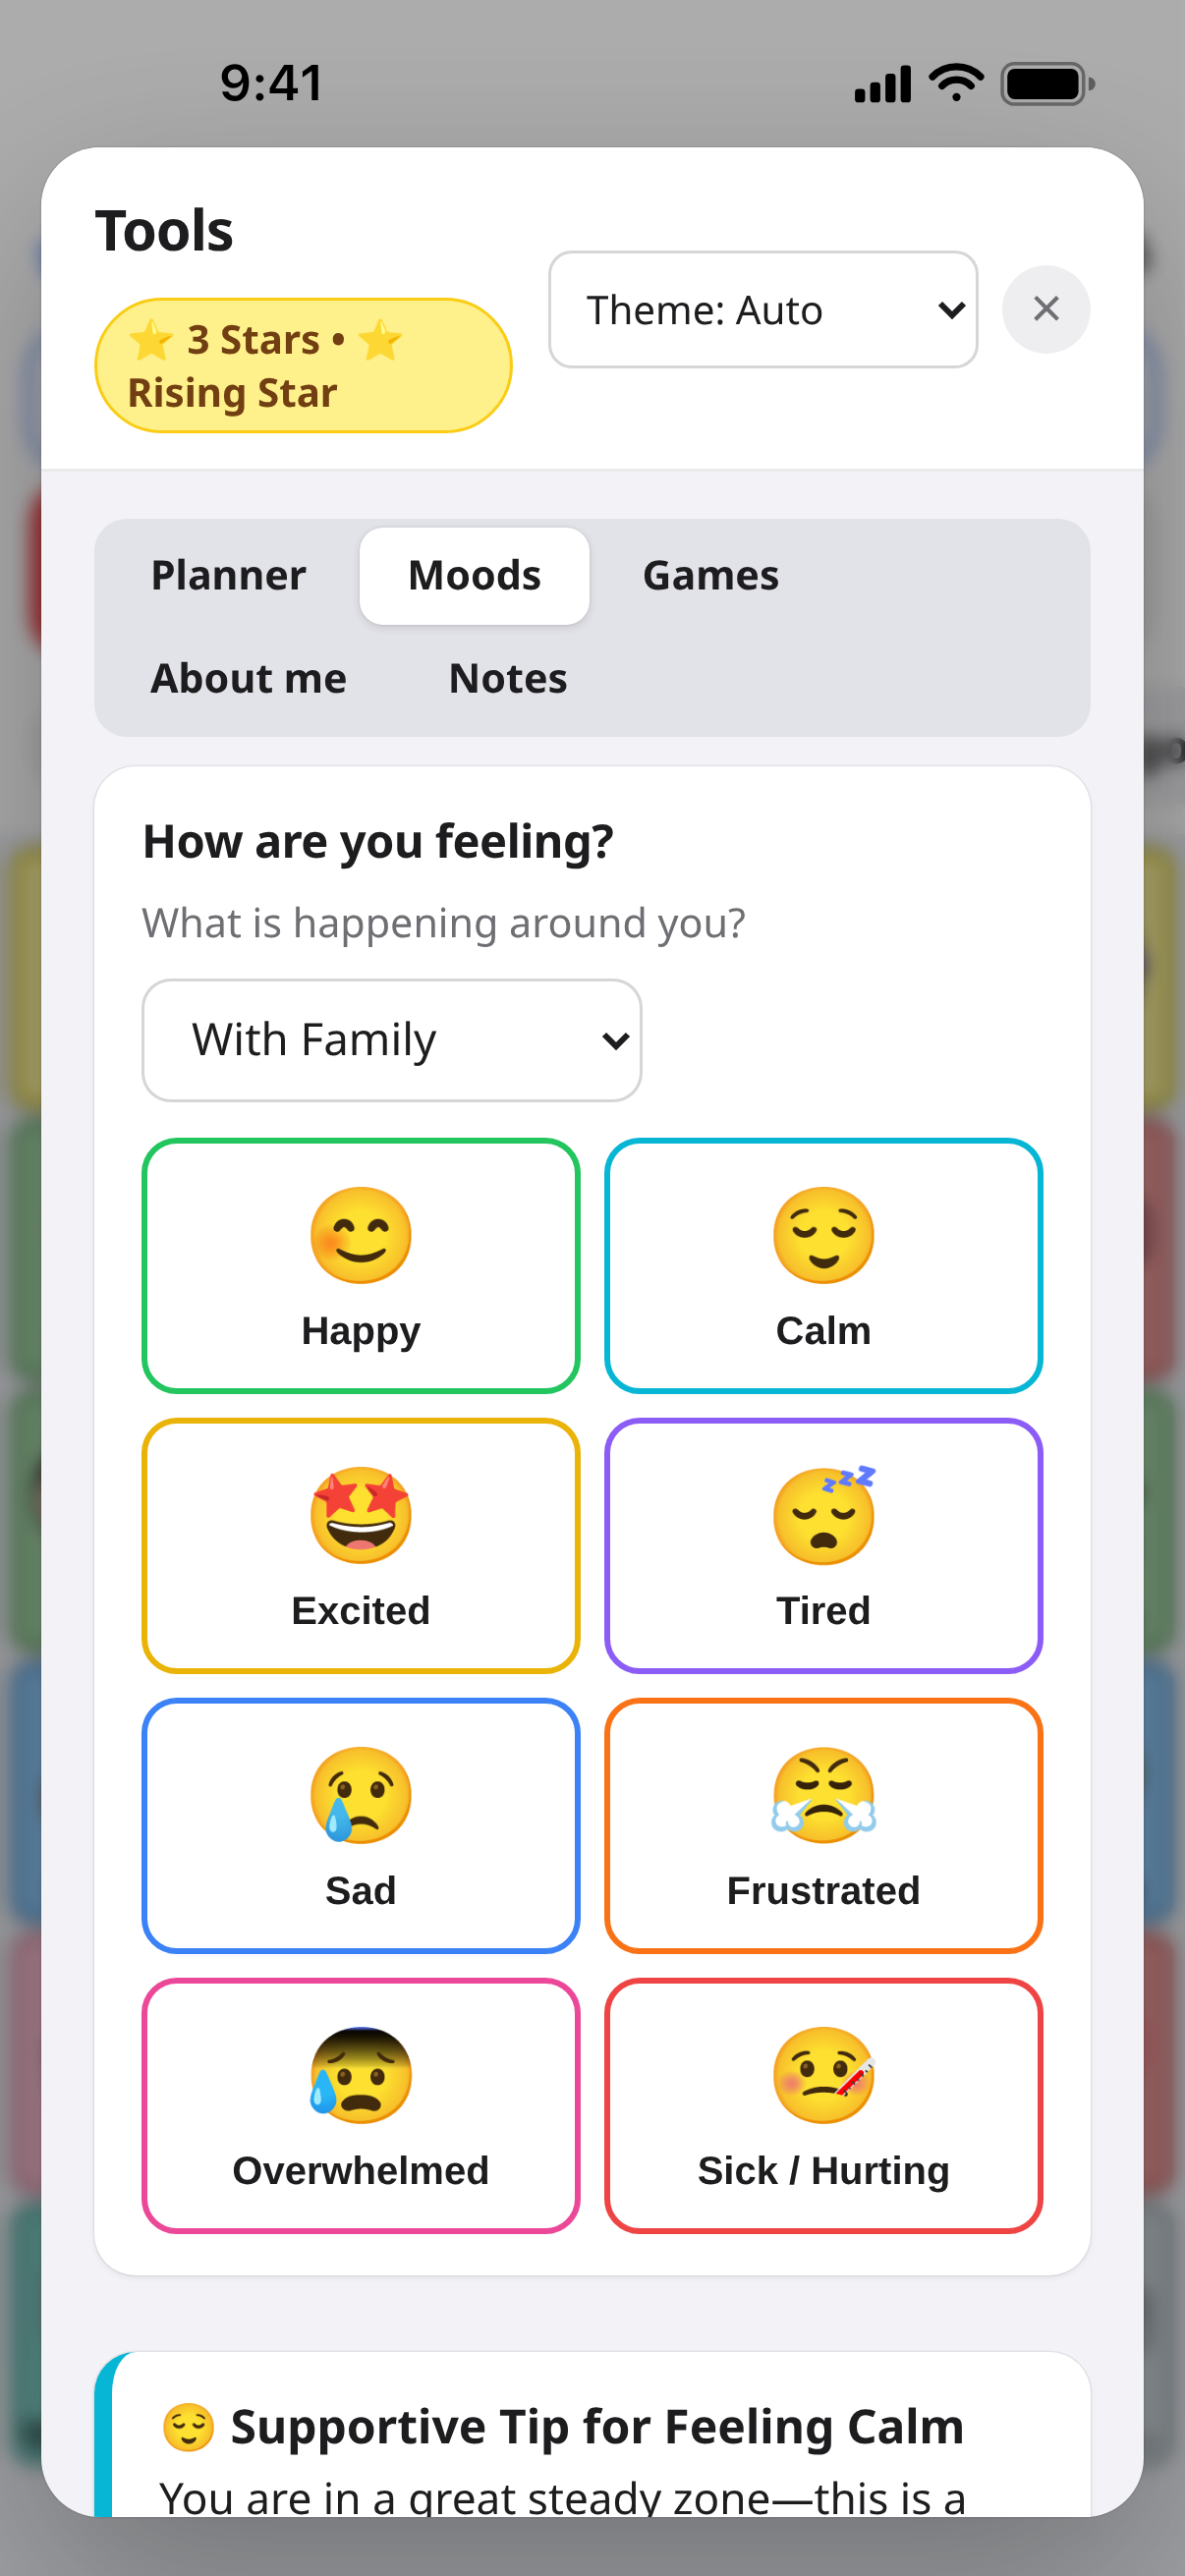 9:41
Tools
⭐ 3 Stars • ⭐
Rising Star
Theme: Auto
×
Planner
Moods
Games
About me
Notes
How are you feeling?
What is happening around you?
With Family
Happy
Calm
Excited
Tired
Sad
Frustrated
Overwhelmed
Sick / Hurting
😌 Supportive Tip for Feeling Calm
You are in a great steady zone—this is a